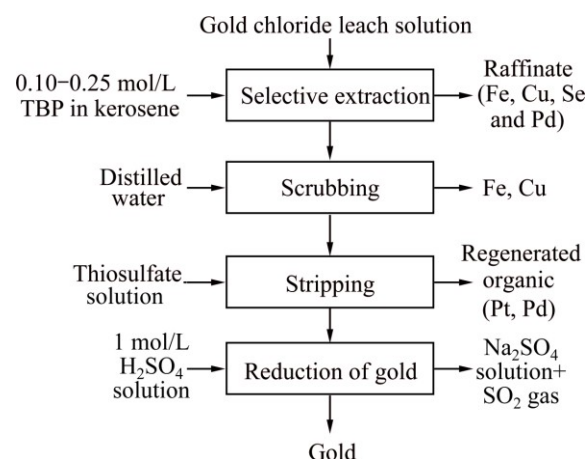 Gold chloride leach solution
0.10−0.25 mol/L
TBP in kerosene
Selective extraction
Raffinate
(Fe, Cu, Se
and Pd)
Distilled
water
Scrubbing
Fe, Cu
Thiosulfate
solution
Stripping
Regenerated
organic
(Pt, Pd)
1 mol/L
H₂SO₄
solution
Reduction of gold
Na₂SO₄
solution+
SO₂ gas
Gold